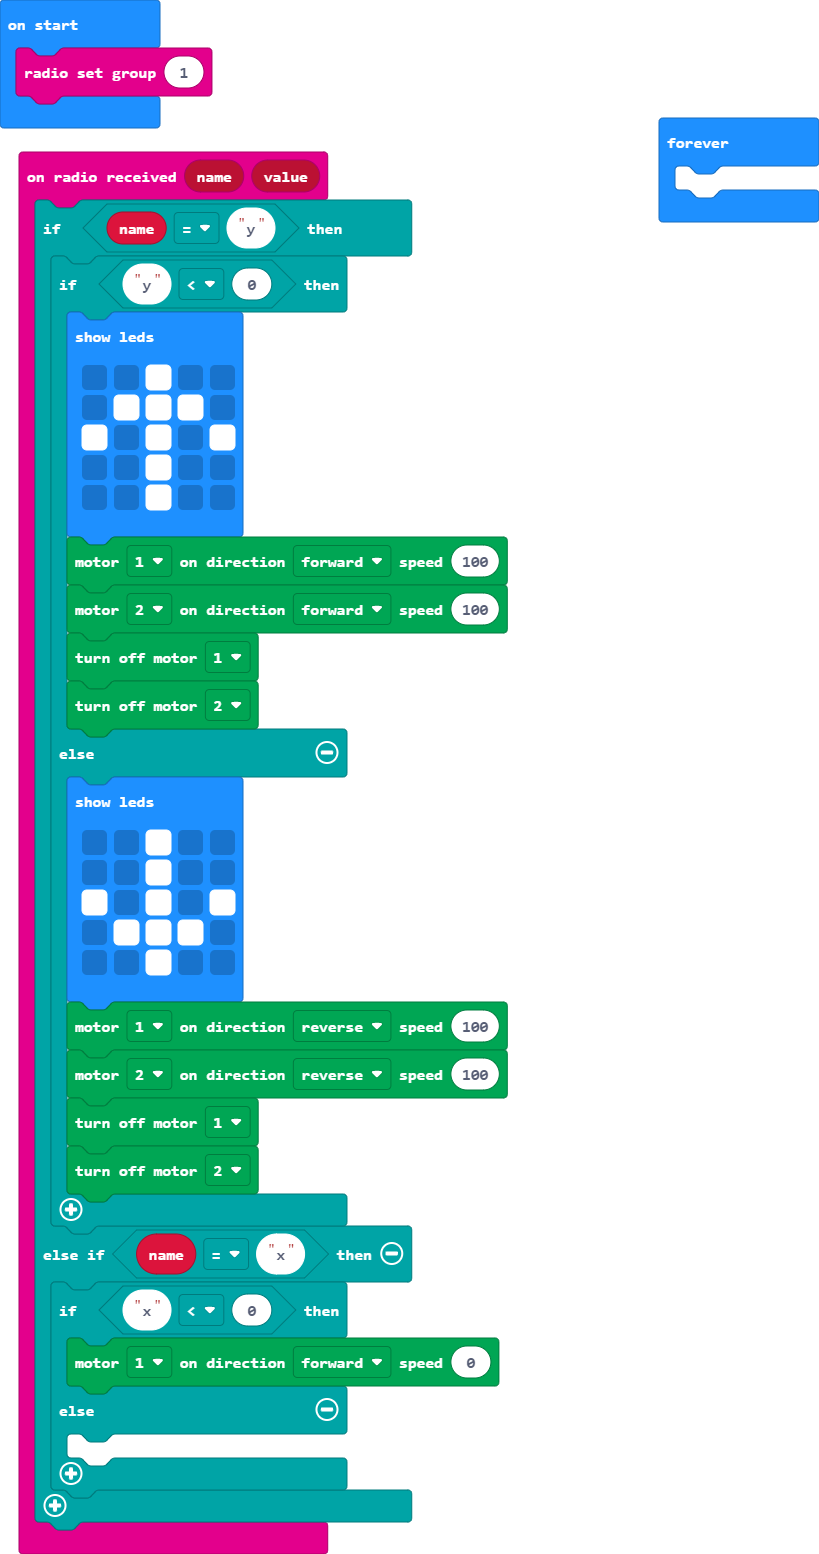 on start
radio set group 1
forever
on radio received name value
if name = "y" then
if "y" < 0 then
show leds
motor 1 on direction forward speed 100
motor 2 on direction forward speed 100
turn off motor 1
turn off motor 2
else
show leds
motor 1 on direction reverse speed 100
motor 2 on direction reverse speed 100
turn off motor 1
turn off motor 2
else if name = "x" then
if "x" < 0 then
motor 1 on direction forward speed 0
else